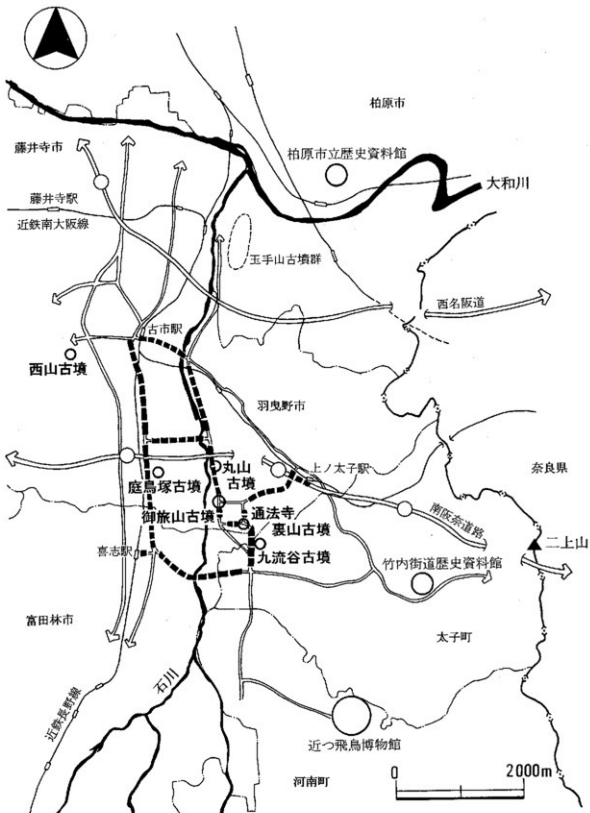 柏原市
藤井寺市
柏原市立歴史資料館
大和川
藤井寺駅
近鉄南大阪線
玉手山古墳群
西名阪道
古市駅
西山古墳
羽曳野市
丸山
古墳
上ノ太子駅
奈良県
庭鳥塚古墳
御旅山古墳
通法寺
裏山古墳
南阪奈道路
二上山
喜志駅
九流谷古墳
竹内街道歴史資料館
富田林市
太子町
石川
近鉄長野線
近つ飛鳥博物館
河南町
0
2000m